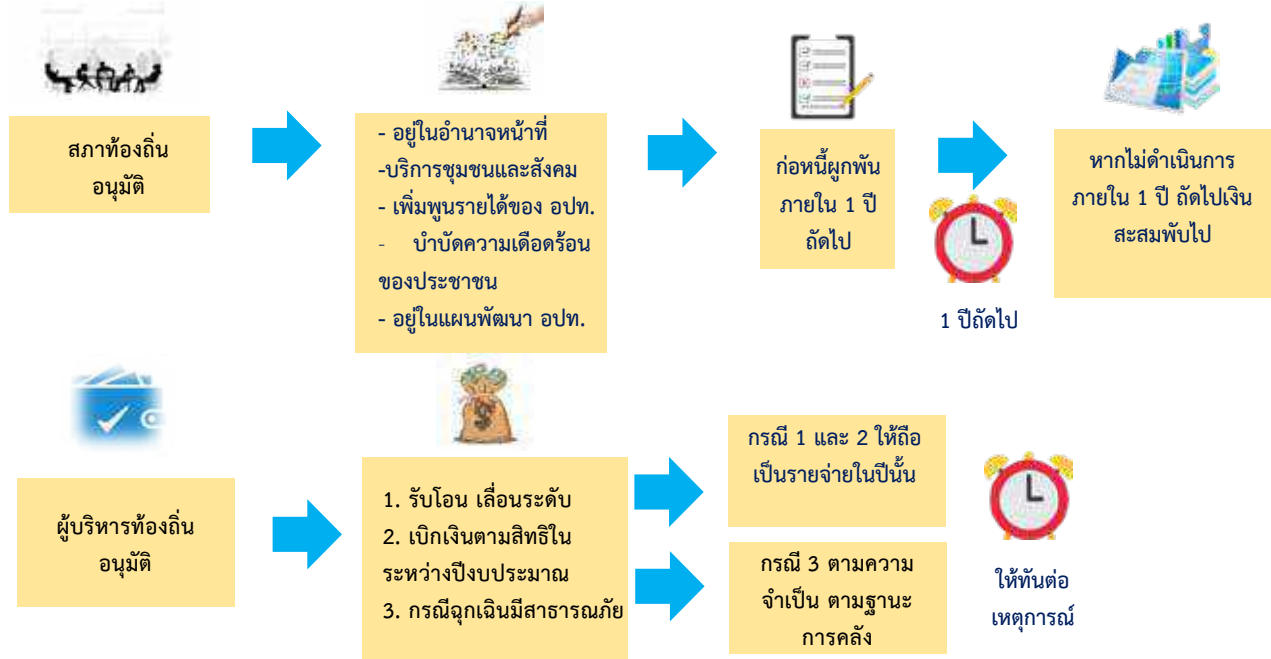 สภาท้องถิ่น
อนุมัติ
- อยู่ในอำนาจหน้าที่
-บริการชุมชนและสังคม
- เพิ่มพูนรายได้ของ อปท.
- บำบัดความเดือดร้อน
ของประชาชน
- อยู่ในแผนพัฒนา อปท.
ก่อหนี้ผูกพัน
ภายใน 1 ปี
ถัดไป
1 ปีถัดไป
หากไม่ดำเนินการ
ภายใน 1 ปี ถัดไปเงิน
สะสมพับไป
ผู้บริหารท้องถิ่น
อนุมัติ
1. รับโอน เลื่อนระดับ
2. เบิกเงินตามสิทธิใน
ระหว่างปีงบประมาณ
3. กรณีฉุกเฉินมีสาธารณภัย
กรณี 1 และ 2 ให้ถือ
เป็นรายจ่ายในปีนั้น
กรณี 3 ตามความ
จำเป็น ตามฐานะ
การคลัง
ให้ทันต่อ
เหตุการณ์